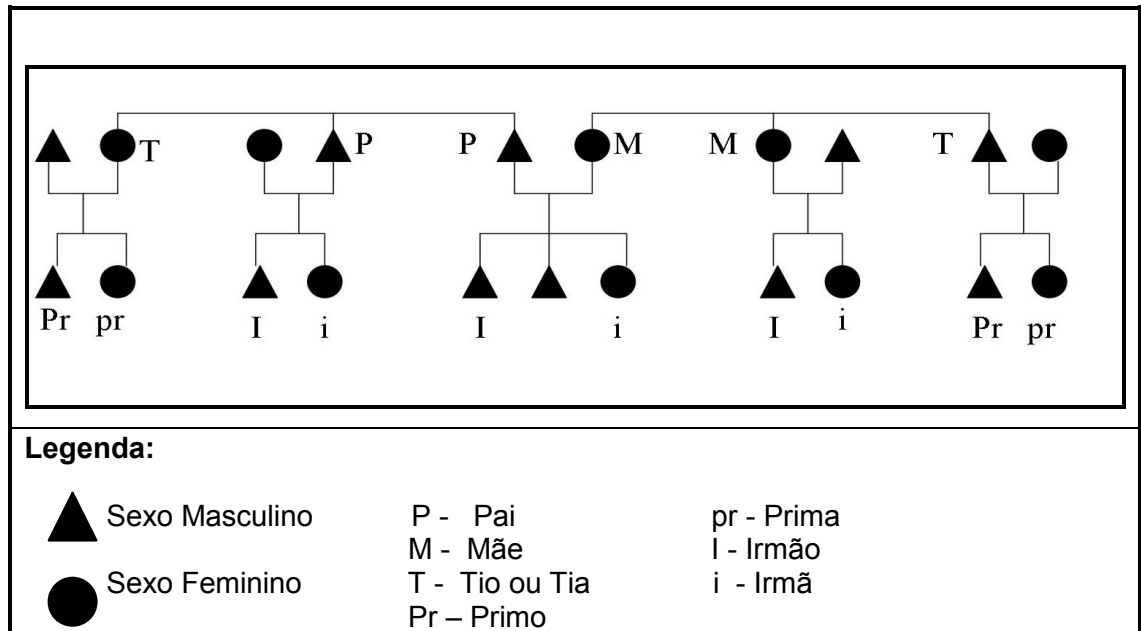 T P P M M T
Pr pr I i I i I i Pr pr
Legenda:
Sexo Masculino P - Pai pr - Prima
M - Mãe I - Irmão
Sexo Feminino T - Tio ou Tia i - Irmã
Pr – Primo